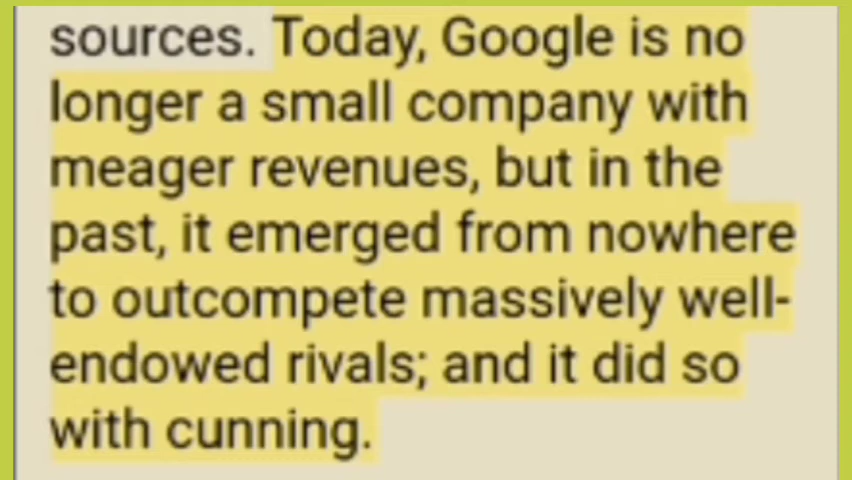 sources. Today, Google is no
longer a small company with
meager revenues, but in the
past, it emerged from nowhere
to outcompete massively well-
endowed rivals; and it did so
with cunning.